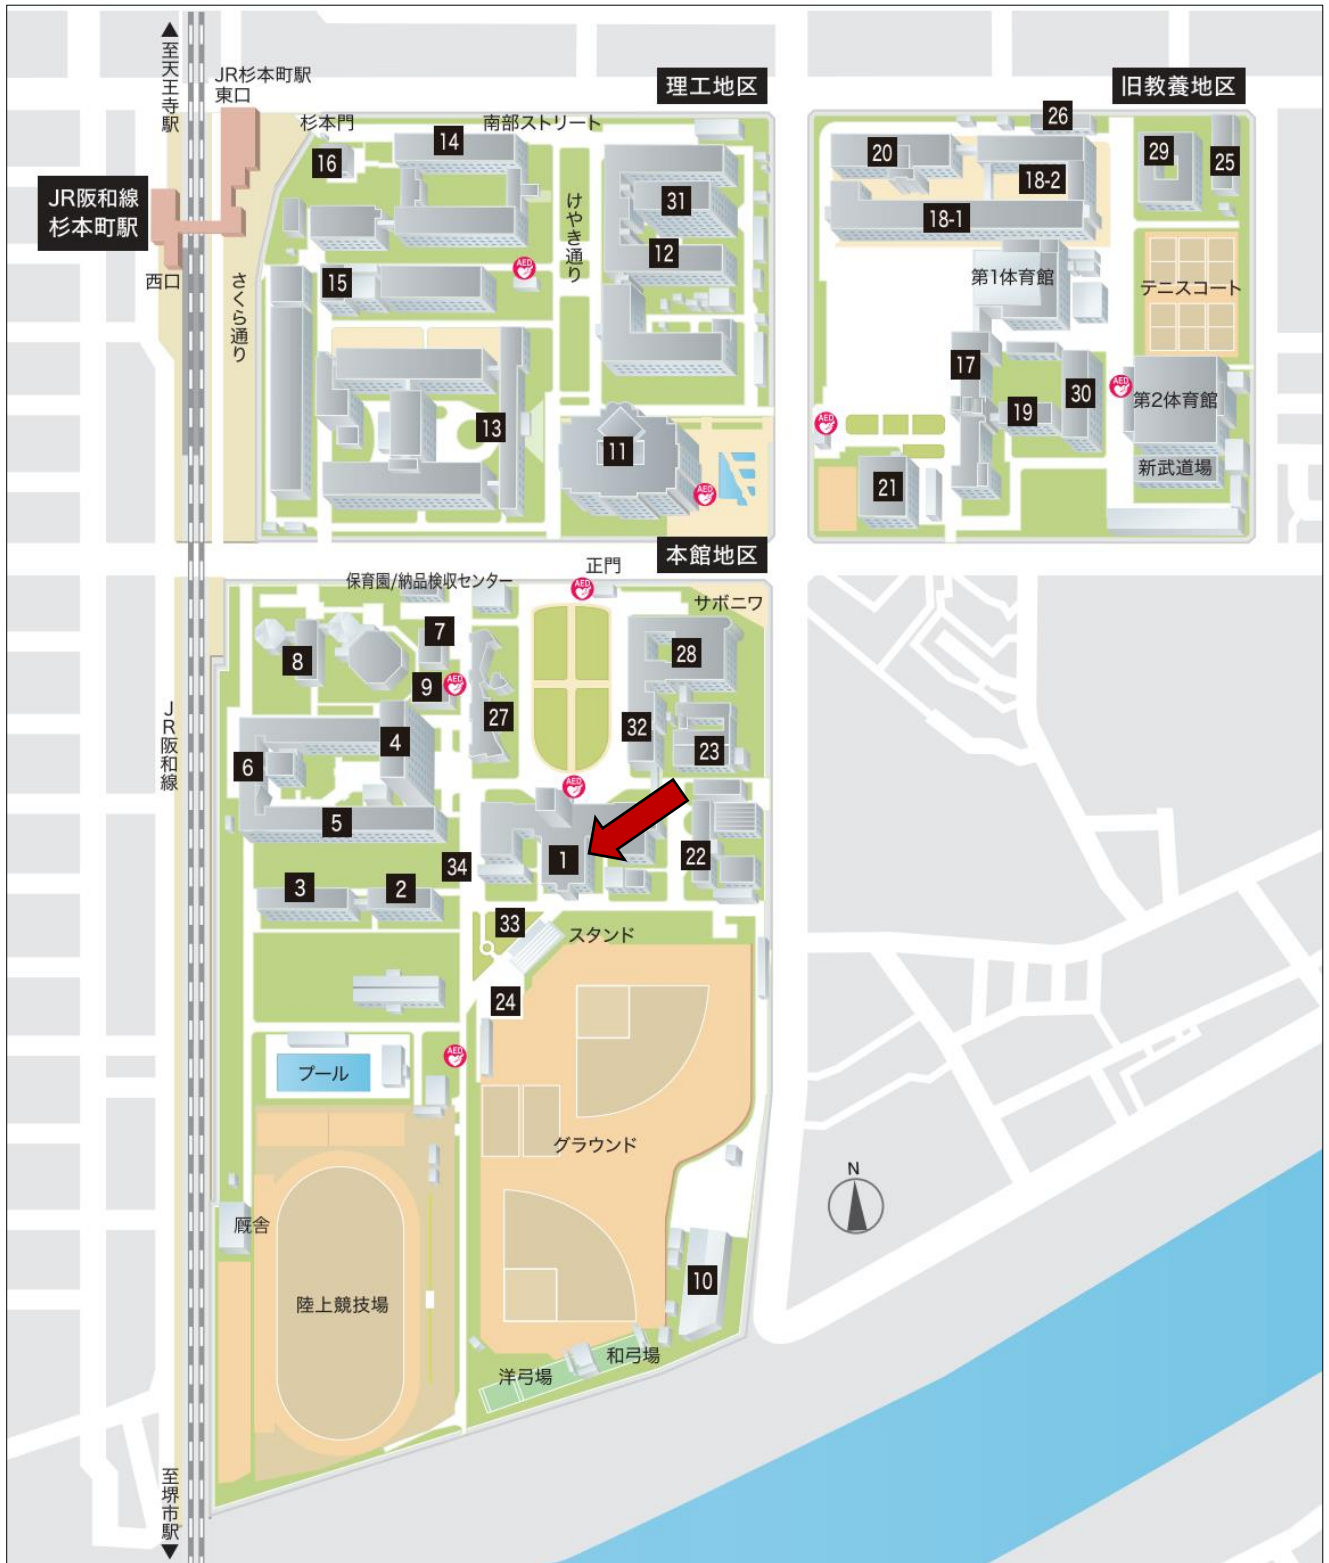 ▲至天王寺駅
JR杉本町駅
東口
理工地区
旧教養地区
杉本門
南部ストリート
14
16
26
20
29
25
18-2
18-1
31
12
JR阪和線
杉本町駅
西口
さくら通り
けやき通り
AED
15
第1体育館
テニスコート
17
30
AED
第2体育館
19
AED
13
11
新武道場
21
AED
本館地区
正門
保育園/納品検収センター
AED
サボニワ
7
8
28
9
AED
27
32
4
23
JR阪和線
6
AED
5
1
34
22
3
2
33
スタンド
24
AED
プール
グラウンド
N
厩舎
10
陸上競技場
和弓場
洋弓場
至堺市駅▼